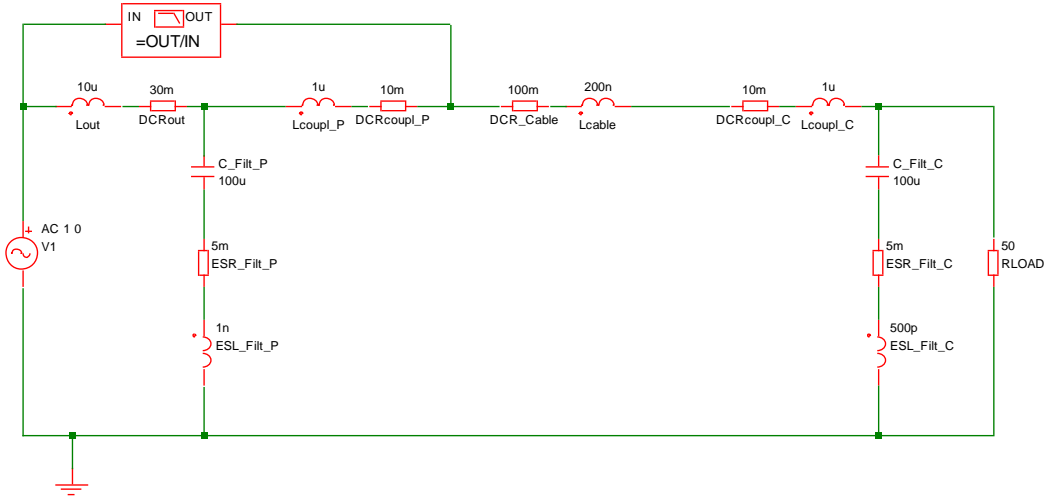 IN OUT
=OUT/IN
10u
30m
1u
10m
100m
200n
10m
1u
Lout
DCRout
Lcoupl_P
DCRcoupl_P
DCR_Cable
Lcable
DCRcoupl_C
Lcoupl_C
C_Filt_P
100u
C_Filt_C
100u
AC 1 0
V1
5m
ESR_Filt_P
5m
ESR_Filt_C
50
RLOAD
1n
ESL_Filt_P
500p
ESL_Filt_C